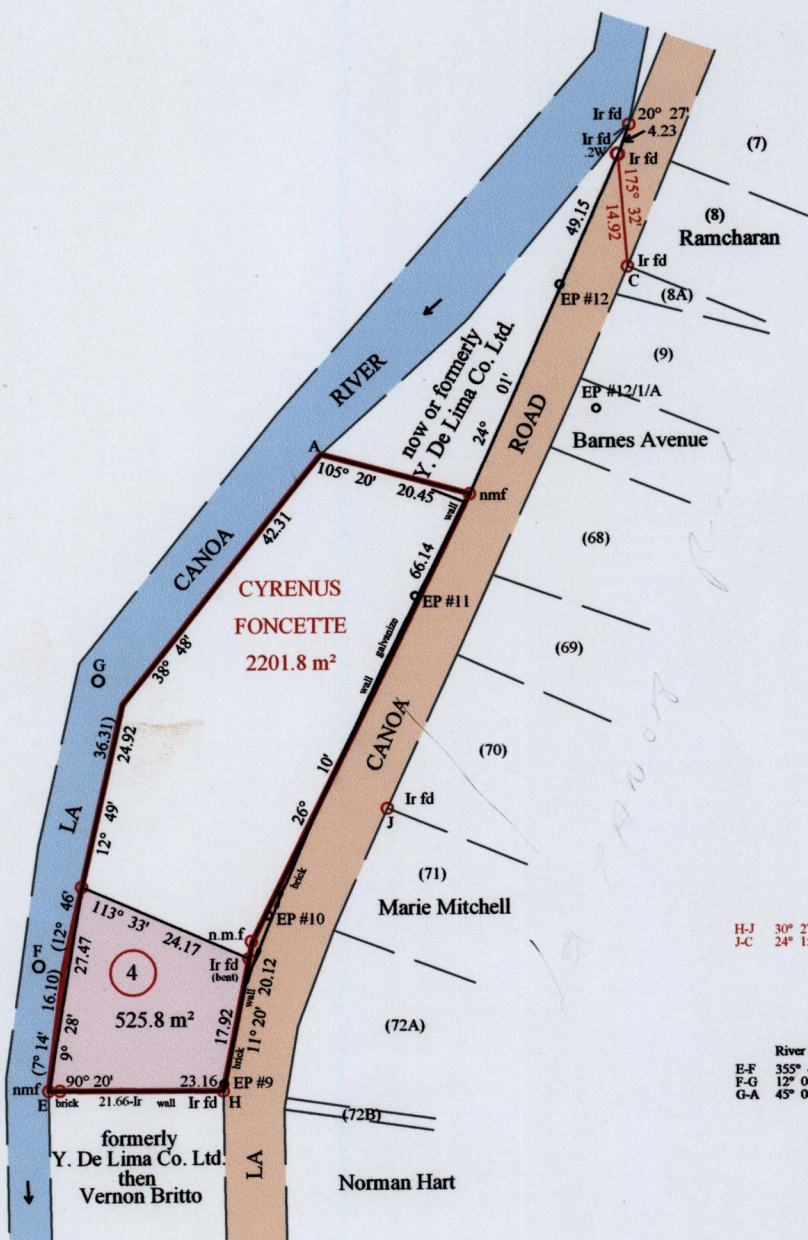 Ir fd
20° 27'
4.23
Ir fd
.2W
Ir fd
(7)
175° 32'
14.92
49.15
(8)
Ramcharan
Ir fd
C
EP #12
(8A)
(9)
now or formerly
Y. De Lima Co. Ltd.
24° 01'
ROAD
EP #12/1/A
Barnes Avenue
RIVER
A
105° 20'
20.45
nmf
wall
42.31
CANOA
66.14
(68)
CYRENUS
FONCETTE
2201.8 m²
EP #11
galvanize
wall
(69)
38° 48'
G
36.31)
24.92
CANOA
(70)
10'
26°
Ir fd
J
LA
12° 49'
brick
(71)
Marie Mitchell
46'
(12°
113° 33'
24.17
n.m.f
EP #10
H-J 30°
J-C 24°
F
27.47
4
Ir fd
(bent)
20.12
wall
16.10)
525.8 m²
17.92
11° 20'
(72A)
9° 28'
(7° 14'
brick
River
E-F 355°
F-G 12°
G-A 45°
nmf
90° 20'
23.16
EP #9
E
brick
21.66-Ir
wall
Ir fd
H
(72B)
formerly
Y. De Lima Co. Ltd.
then
Vernon Britto
LA
Norman Hart